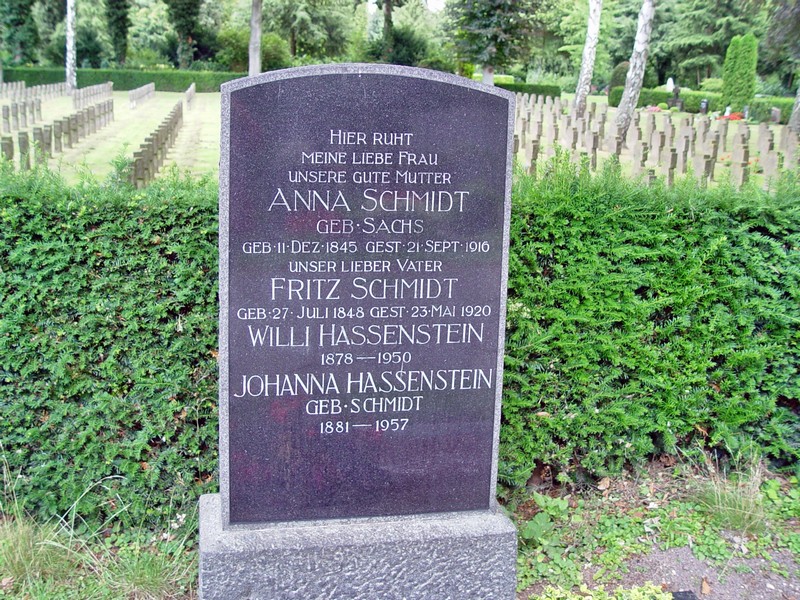 HIER RUHT
MEINE LIEBE FRAU
UNSERE GUTE MUTTER
ANNA SCHMIDT
GEB·SACHS
GEB·11·DEZ·1845 GEST·21·SEPT·1916
UNSER LIEBER VATER
FRITZ SCHMIDT
GEB·27·JULI 1848 GEST·23·MAI 1920
WILLI HASSENSTEIN
1878—1950
JOHANNA HASSENSTEIN
GEB·SCHMIDT
1881—1957